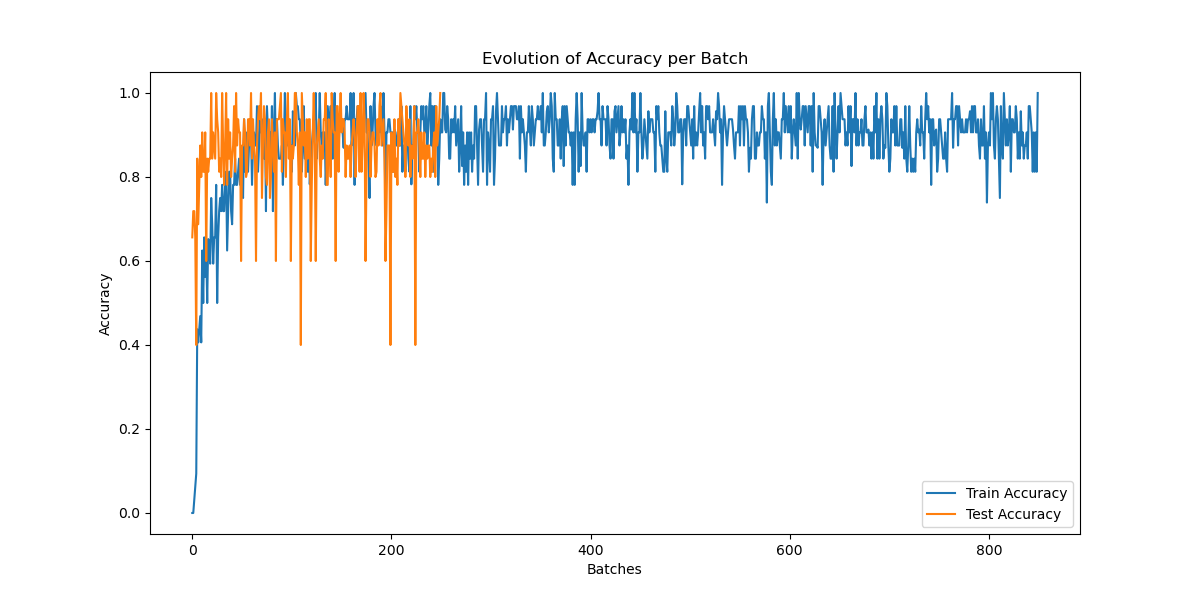 Evolution of Accuracy per Batch
1.0
0.8
0.6
0.4
0.2
0.0
Accuracy
0 200 400 600 800
Batches
Train Accuracy
Test Accuracy